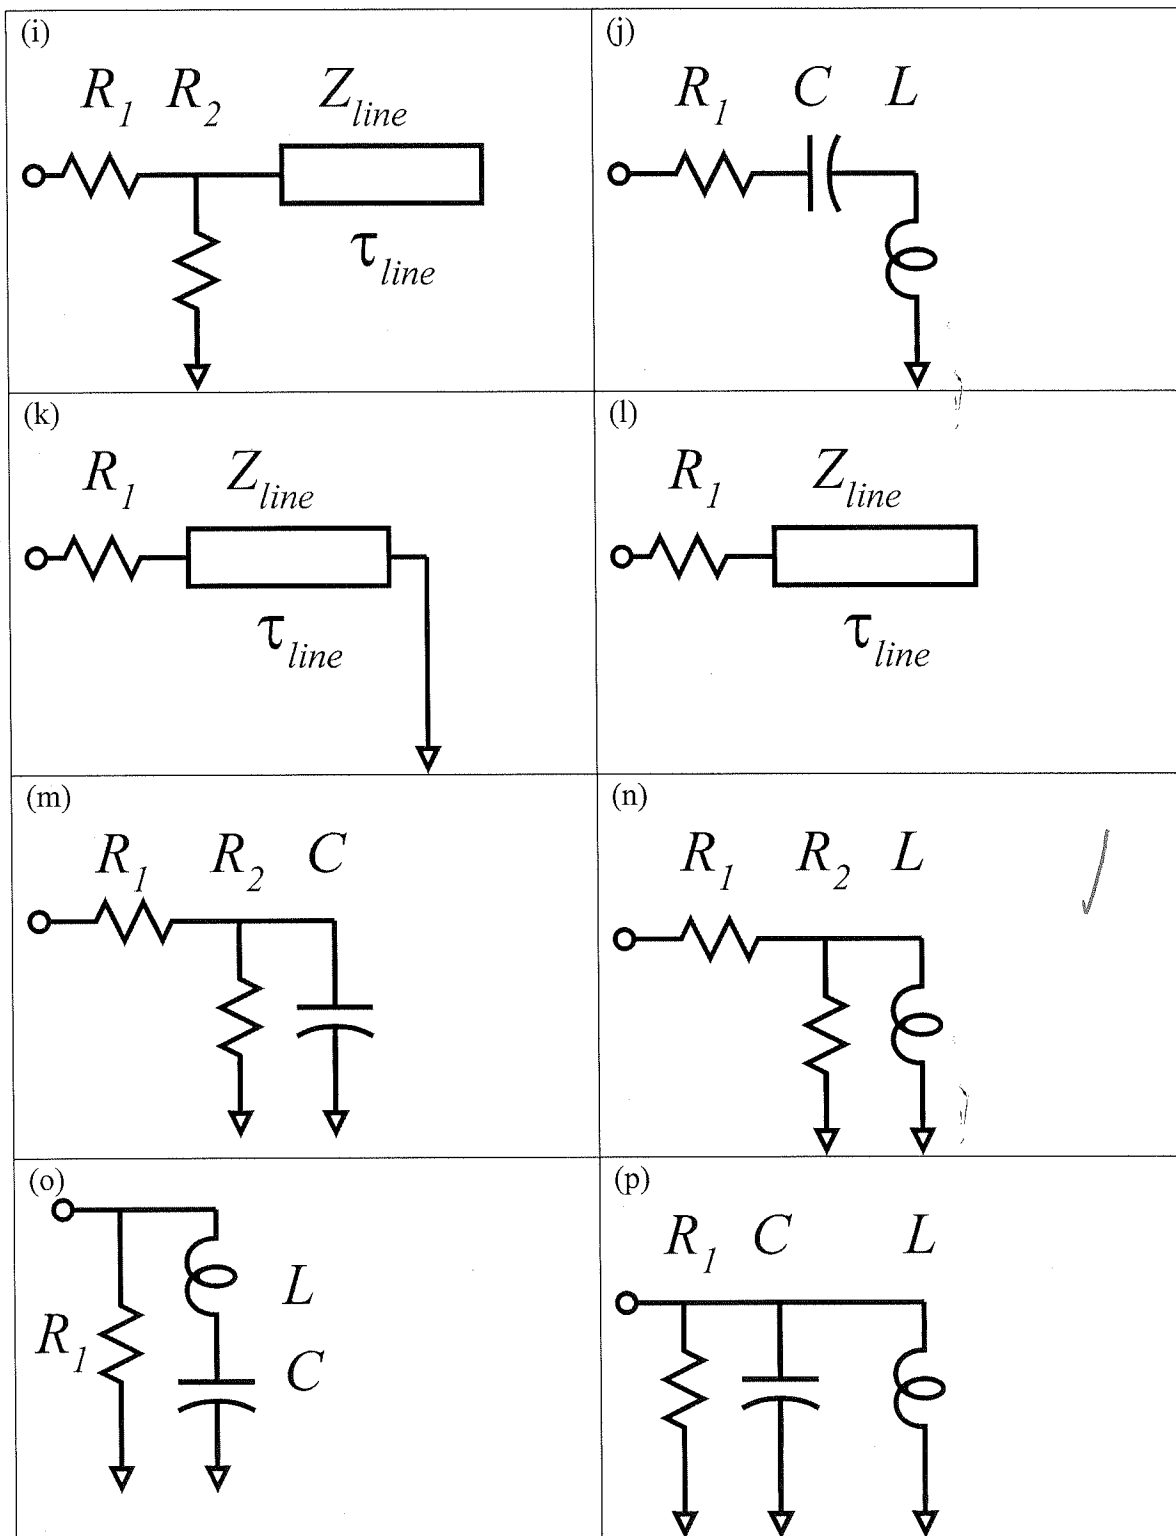 (i)
R1 R2 Zline
τline
(j)
R1 C L
(k)
R1 Zline
τline
(l)
R1 Zline
τline
(m)
R1 R2 C
(n)
R1 R2 L
(o)
L
R1
C
(p)
R1 C L